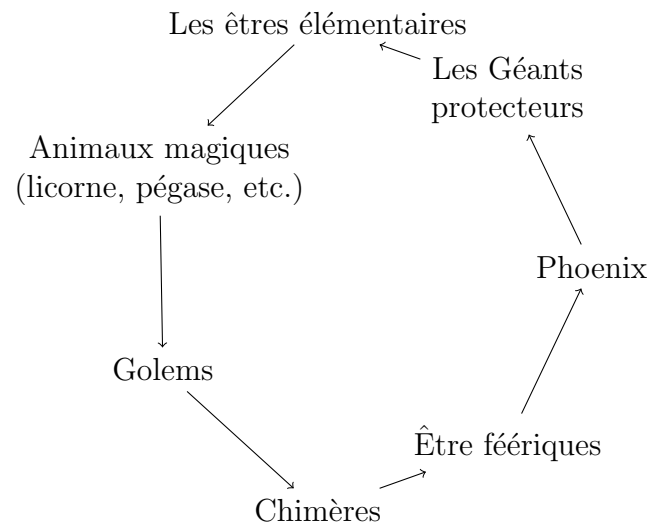 Les êtres élémentaires
Les Géants
protecteurs
Animaux magiques
(licorne, pégase, etc.)
Phoenix
Golems
Être féériques
Chimères